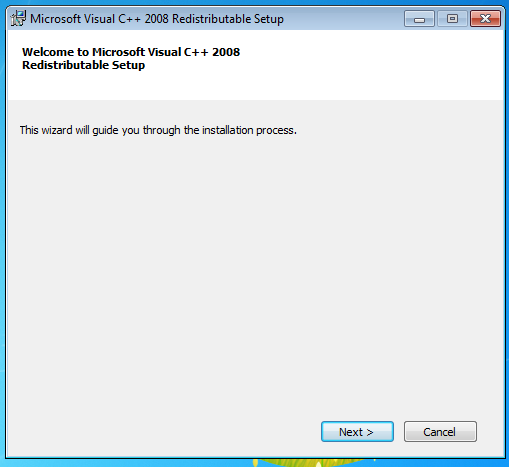 Microsoft Visual C++ 2008 Redistributable Setup
Welcome to Microsoft Visual C++ 2008
Redistributable Setup
This wizard will guide you through the installation process.
Next >
Cancel